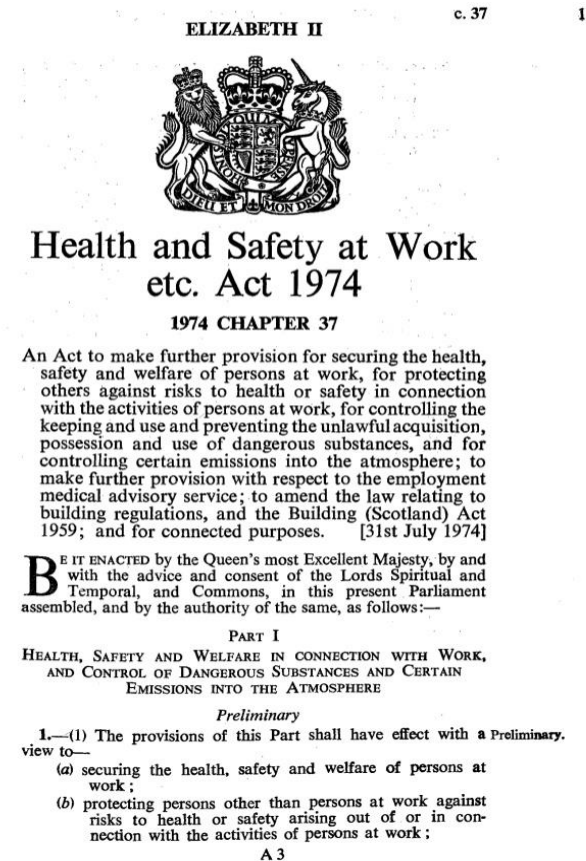 c. 37 1
ELIZABETH II
HONI SOIT QUI MAL Y PENSE
DIEU ET MON DROIT
Health and Safety at Work
etc. Act 1974
1974 CHAPTER 37
An Act to make further provision for securing the health,
safety and welfare of persons at work, for protecting
others against risks to health or safety in connection
with the activities of persons at work, for controlling the
keeping and use and preventing the unlawful acquisition,
possession and use of dangerous substances, and for
controlling certain emissions into the atmosphere; to
make further provision with respect to the employment
medical advisory service; to amend the law relating to
building regulations, and the Building (Scotland) Act
1959; and for connected purposes. [31st July 1974]
BE IT ENACTED by the Queen's most Excellent Majesty, by and
with the advice and consent of the Lords Spiritual and
Temporal, and Commons, in this present Parliament
assembled, and by the authority of the same, as follows:—
PART I
HEALTH, SAFETY AND WELFARE IN CONNECTION WITH WORK,
AND CONTROL OF DANGEROUS SUBSTANCES AND CERTAIN
EMISSIONS INTO THE ATMOSPHERE
Preliminary
1.—(1) The provisions of this Part shall have effect with a Preliminary.
view to—
(a) securing the health, safety and welfare of persons at
work;
(b) protecting persons other than persons at work against
risks to health or safety arising out of or in con-
nection with the activities of persons at work;
A 3